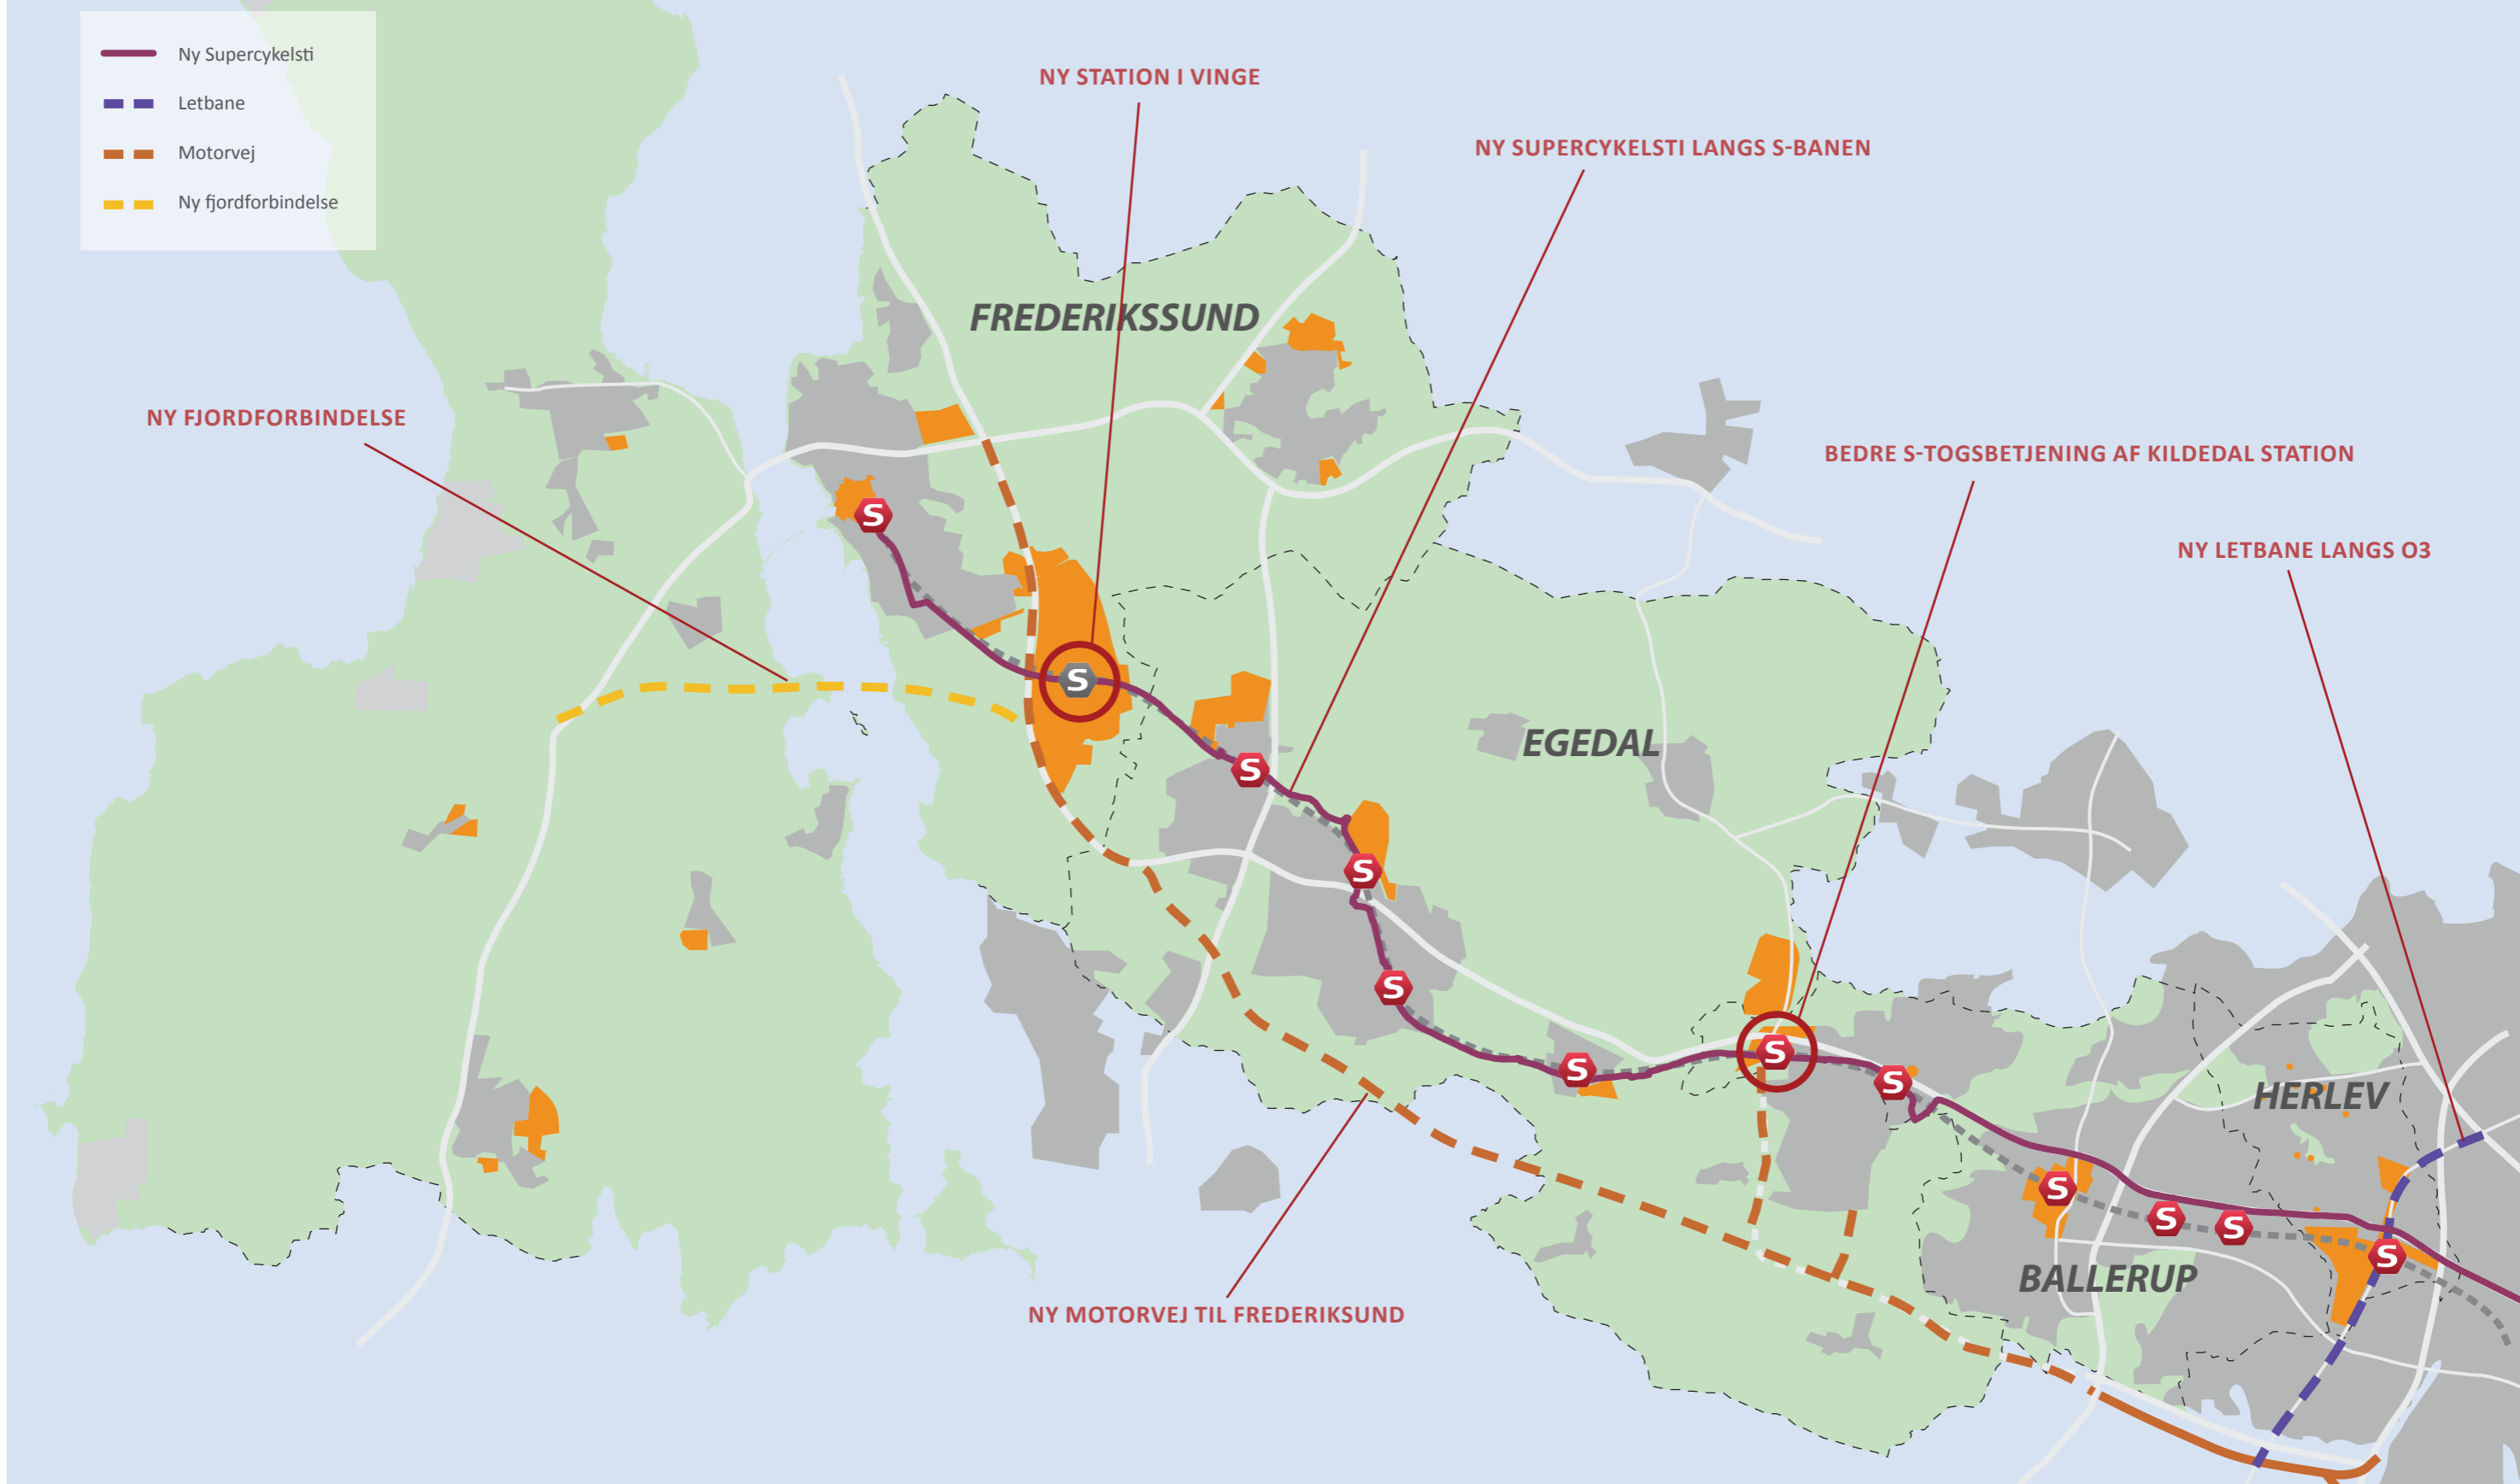 Ny Supercykelsti
Letbane
Motorvej
Ny fjordforbindelse
NY STATION I VINGE
NY SUPERCYKELSTI LANGS S-BANEN
FREDERIKSSUND
NY FJORDFORBINDELSE
BEDRE S-TOGSBETJENING AF KILDEDAL STATION
S
NY LETBANE LANGS O3
S
EGEDAL
S
S
S
S
S
S
HERLEV
S
S
S
S
BALLERUP
NY MOTORVEJ TIL FREDERIKSUND